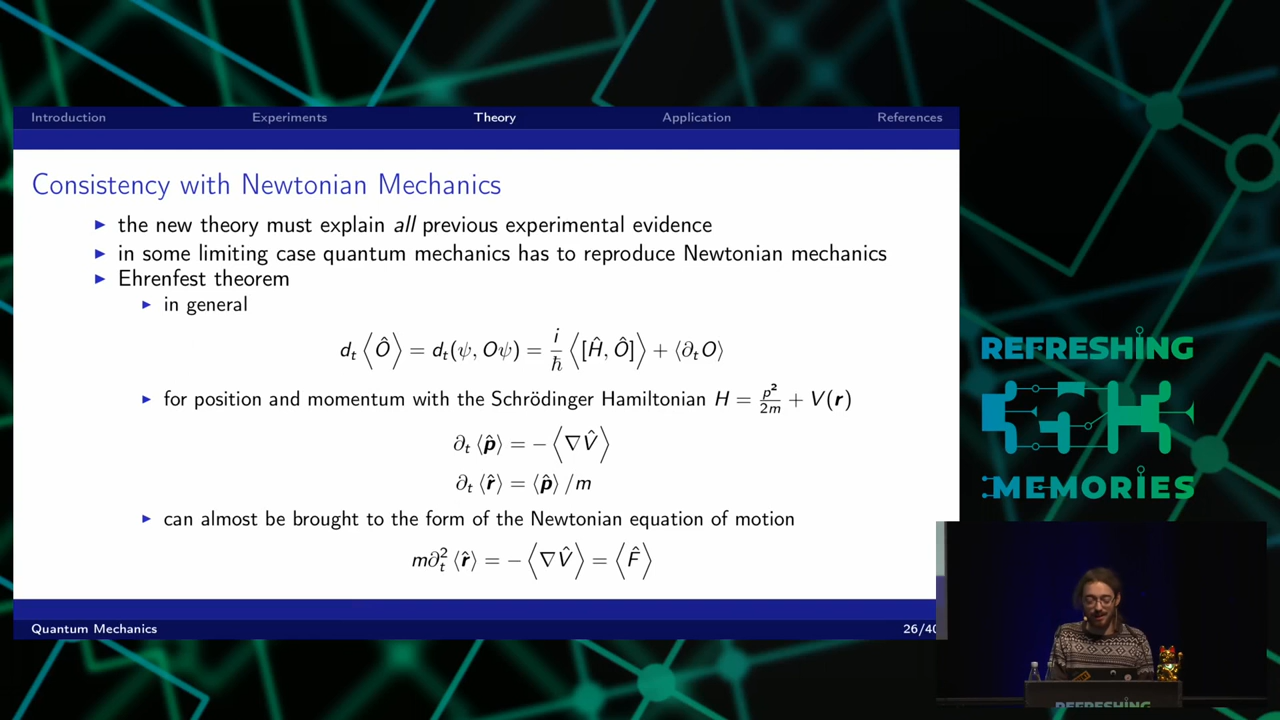 Introduction Experiments Theory Application References
Consistency with Newtonian Mechanics
▶ the new theory must explain all previous experimental evidence
▶ in some limiting case quantum mechanics has to reproduce Newtonian mechanics
▶ Ehrenfest theorem
▶ in general
d_t ⟨Ô⟩ = d_t(ψ, Oψ) = i/ħ ⟨[Ĥ, Ô]⟩ + ⟨∂_t O⟩
▶ for position and momentum with the Schrödinger Hamiltonian H = p²/2m + V(r)
∂_t ⟨p̂⟩ = −⟨∇V̂⟩
∂_t ⟨r̂⟩ = ⟨p̂⟩ /m
▶ can almost be brought to the form of the Newtonian equation of motion
m∂_t² ⟨r̂⟩ = −⟨∇V̂⟩ = ⟨F̂⟩
Quantum Mechanics 26/40
REFRESHING
MEMORIES
REFRESHING